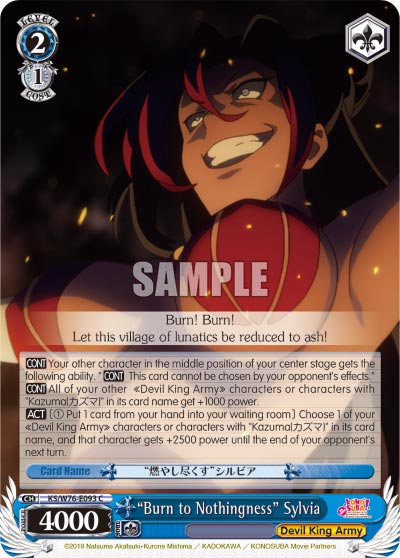 LEVEL
2
1
COST
SAMPLE
Burn! Burn!
Let this village of lunatics be reduced to ash!
CONT Your other character in the middle position of your center stage gets the
following ability. "CONT This card cannot be chosen by your opponent's effects."
CONT All of your other «Devil King Army» characters or characters with
"Kazuma[カズマ]" in its card name get +1000 power.
ACT [① Put 1 card from your hand into your waiting room] Choose 1 of your
«Devil King Army» characters or characters with "Kazuma[カズマ]" in its card
name, and that character gets +2500 until the end of your opponent's next turn.
Card Name
“燃やし尽くす”シルビア
CH KS/W76-E093 C
4000
“Burn to Nothingness” Sylvia
Devil King Army
©2019 Natsume Akatsuki・Kurone Mishima / KADOKAWA / KONOSUBA Movie Partners